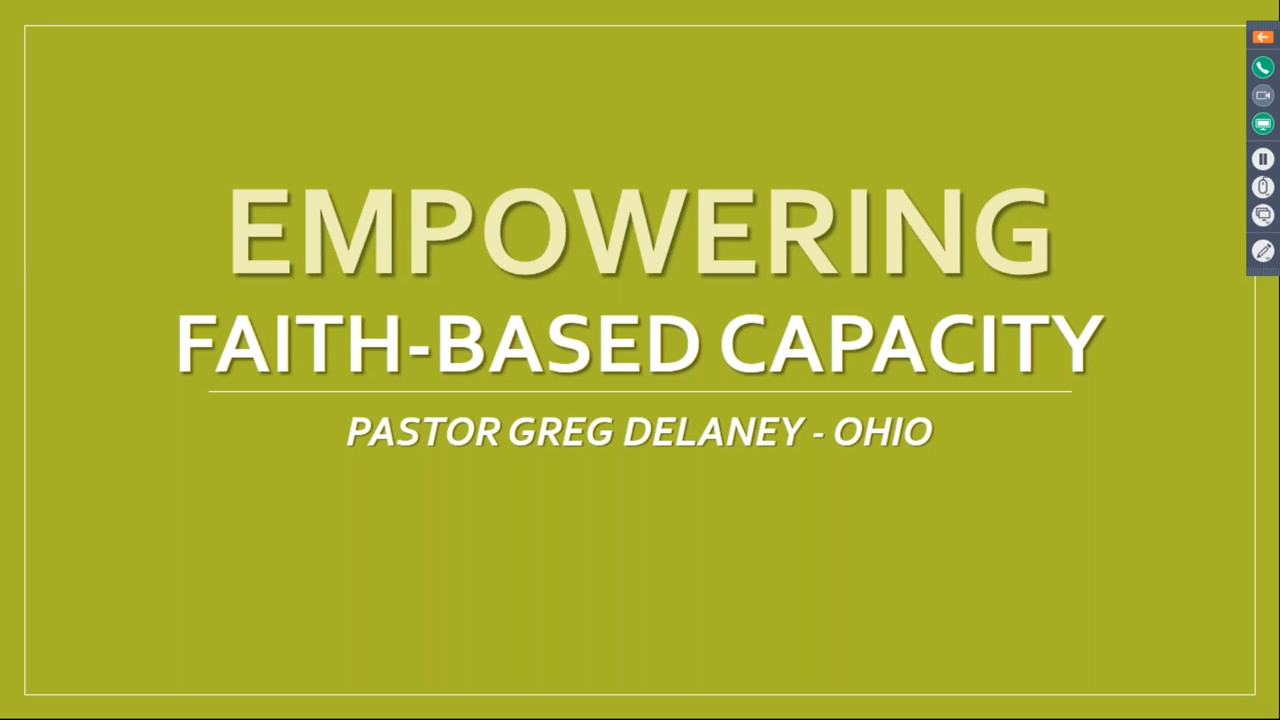 EMPOWERING
FAITH-BASED CAPACITY
PASTOR GREG DELANEY - OHIO